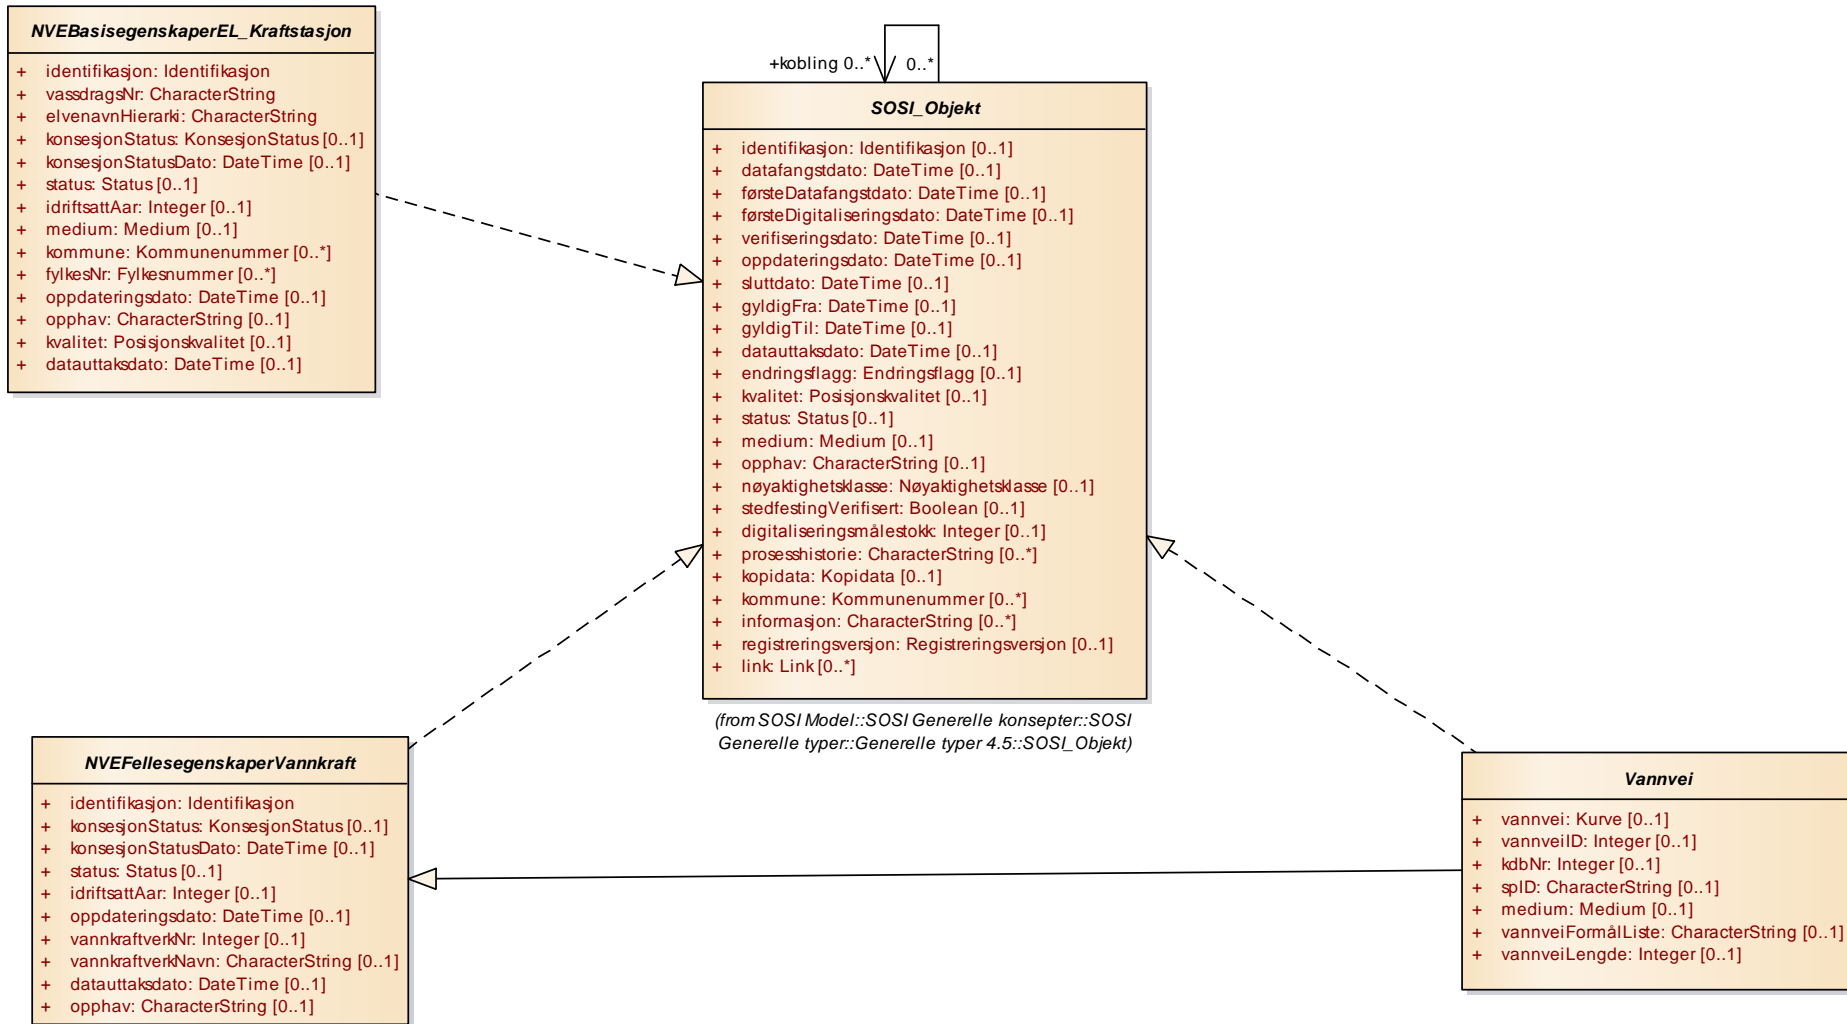 NVEBasisegenskaperEL_Kraftstasjon
+ identifikasjon: Identifikasjon
+ vassdragsNr: CharacterString
+ elvenavnHierarki: CharacterString
+ konsesjonStatus: KonsesjonStatus [0..1]
+ konsesjonStatusDato: DateTime [0..1]
+ status: Status [0..1]
+ idriftsattAar: Integer [0..1]
+ medium: Medium [0..1]
+ kommune: Kommunenummer [0..*]
+ fylkesNr: Fylkesnummer [0..*]
+ oppdateringsdato: DateTime [0..1]
+ opphav: CharacterString [0..1]
+ kvalitet: Posisjonskvalitet [0..1]
+ datauttaksdato: DateTime [0..1]
+kobling 0..* 0..*
SOSI_Objekt
+ identifikasjon: Identifikasjon [0..1]
+ datafangstdato: DateTime [0..1]
+førsteDatafangstdato: DateTime [0..1]
+ førsteDigitaliseringsdato: DateTime [0..1]
+ verifiseringsdato: DateTime [0..1]
+ oppdateringsdato: DateTime [0..1]
+ sluttdato: DateTime [0..1]
+ gyldigFra: DateTime [0..1]
+ gyldigTil: DateTime [0..1]
+ datauttaksdato: DateTime [0..1]
+ endringsflagg: Endringsflagg [0..1]
+ kvalitet: Posisjonskvalitet [0..1]
+ status: Status [0..1]
+ medium: Medium [0..1]
+ opphav: CharacterString [0..1]
+ nøyaktighetsklasse: Nøyaktighetsklasse [0..1]
+ stedfestingVerifisert: Boolean [0..1]
+ digitaliseringsmålestokk: Integer [0..1]
+ prosesshistorie: CharacterString [0..*]
+ kopidata: Kopidata [0..1]
+ kommune: Kommunenummer [0..*]
+ informasjon: CharacterString [0..*]
+ registreringsversjon: Registreringsversjon [0..1]
+ link: Link [0..*]
(from SOSI Model::SOSI Generelle konsepter::SOSI
Generelle typer::Generelle typer 4.5::SOSI_Objekt)
NVEFellesegenskaperVannkraft
+ identifikasjon: Identifikasjon
+ konsesjonStatus: KonsesjonStatus [0..1]
+ konsesjonStatusDato: DateTime [0..1]
+ status: Status [0..1]
+ idriftsattAar: Integer [0..1]
+ oppdateringsdato: DateTime [0..1]
+ vannkraftverkNr: Integer [0..1]
+ vannkraftverkNavn: CharacterString [0..1]
+ datauttaksdato: DateTime [0..1]
+ opphav: CharacterString [0..1]
Vannvei
+ vannvei: Kurve [0..1]
+ vannveiID: Integer [0..1]
+ kdbNr: Integer [0..1]
+ spID: CharacterString [0..1]
+ medium: Medium [0..1]
+ vannveiFormålListe: CharacterString [0..1]
+ vannveiLengde: Integer [0..1]